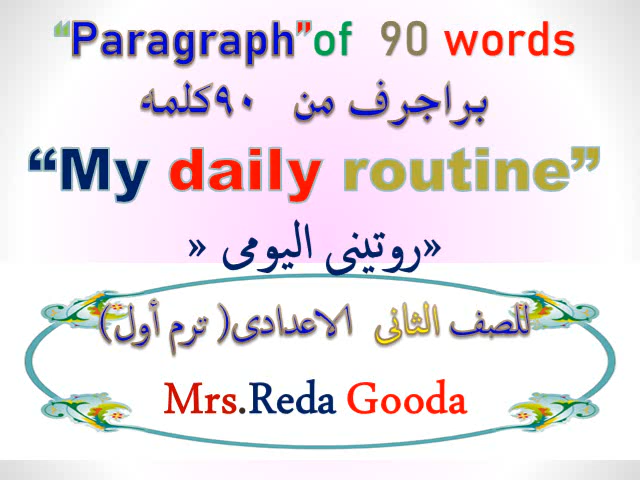 “Paragraph”of 90 words
براجرف من ٩٠كلمه
“My daily routine”
«روتينى اليومى «
للصف الثانى الاعدادى( ترم أول)
Mrs.Reda Gooda